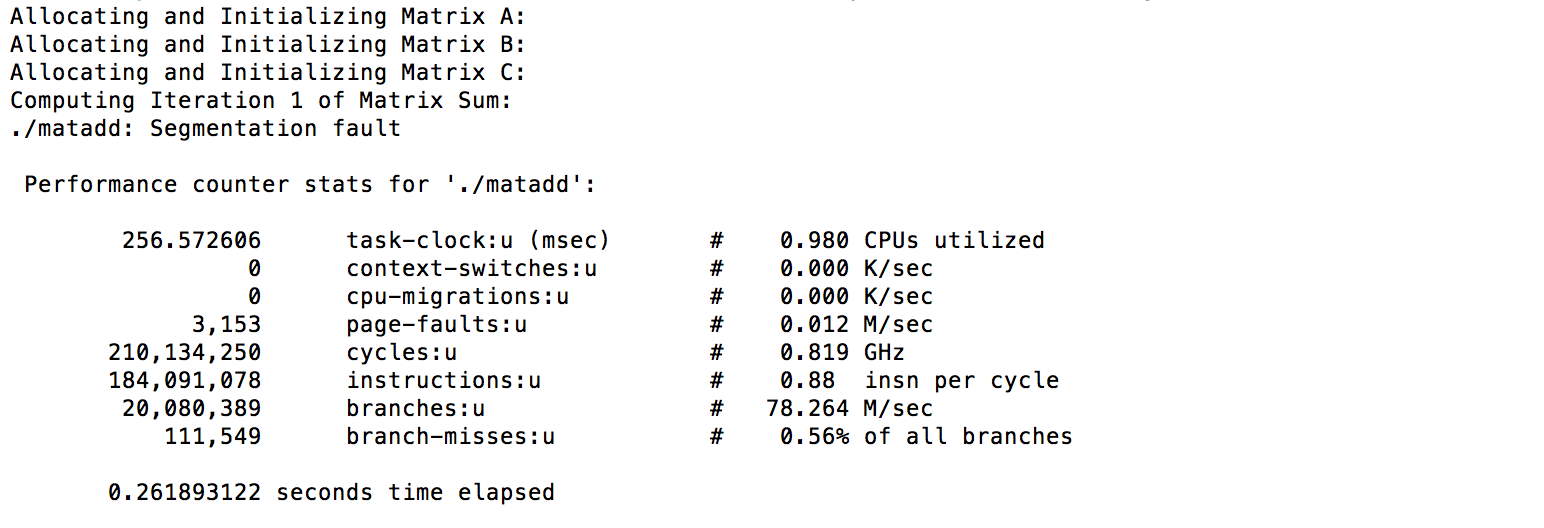 Allocating and Initializing Matrix A:
Allocating and Initializing Matrix B:
Allocating and Initializing Matrix C:
Computing Iteration 1 of Matrix Sum:
./matadd: Segmentation fault
Performance counter stats for './matadd':
256.572606 task-clock:u (msec) # 0.980 CPUs utilized
0 context-switches:u # 0.000 K/sec
0 cpu-migrations:u # 0.000 K/sec
3,153 page-faults:u # 0.012 M/sec
210,134,250 cycles:u # 0.819 GHz
184,091,078 instructions:u # 0.88 insn per cycle
20,080,389 branches:u # 78.264 M/sec
111,549 branch-misses:u # 0.56% of all branches
0.261893122 seconds time elapsed